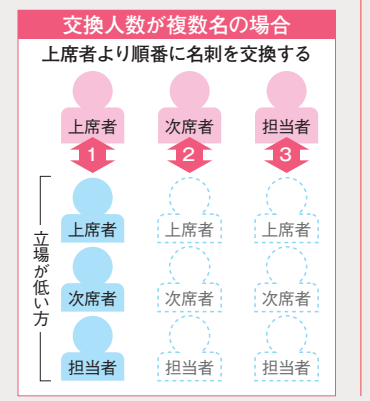 交換人数が複数名の場合
上席者より順番に名刺を交換する
上席者 次席者 担当者
1 2 3
立場が低い方
上席者 上席者 上席者
次席者 次席者 次席者
担当者 担当者 担当者